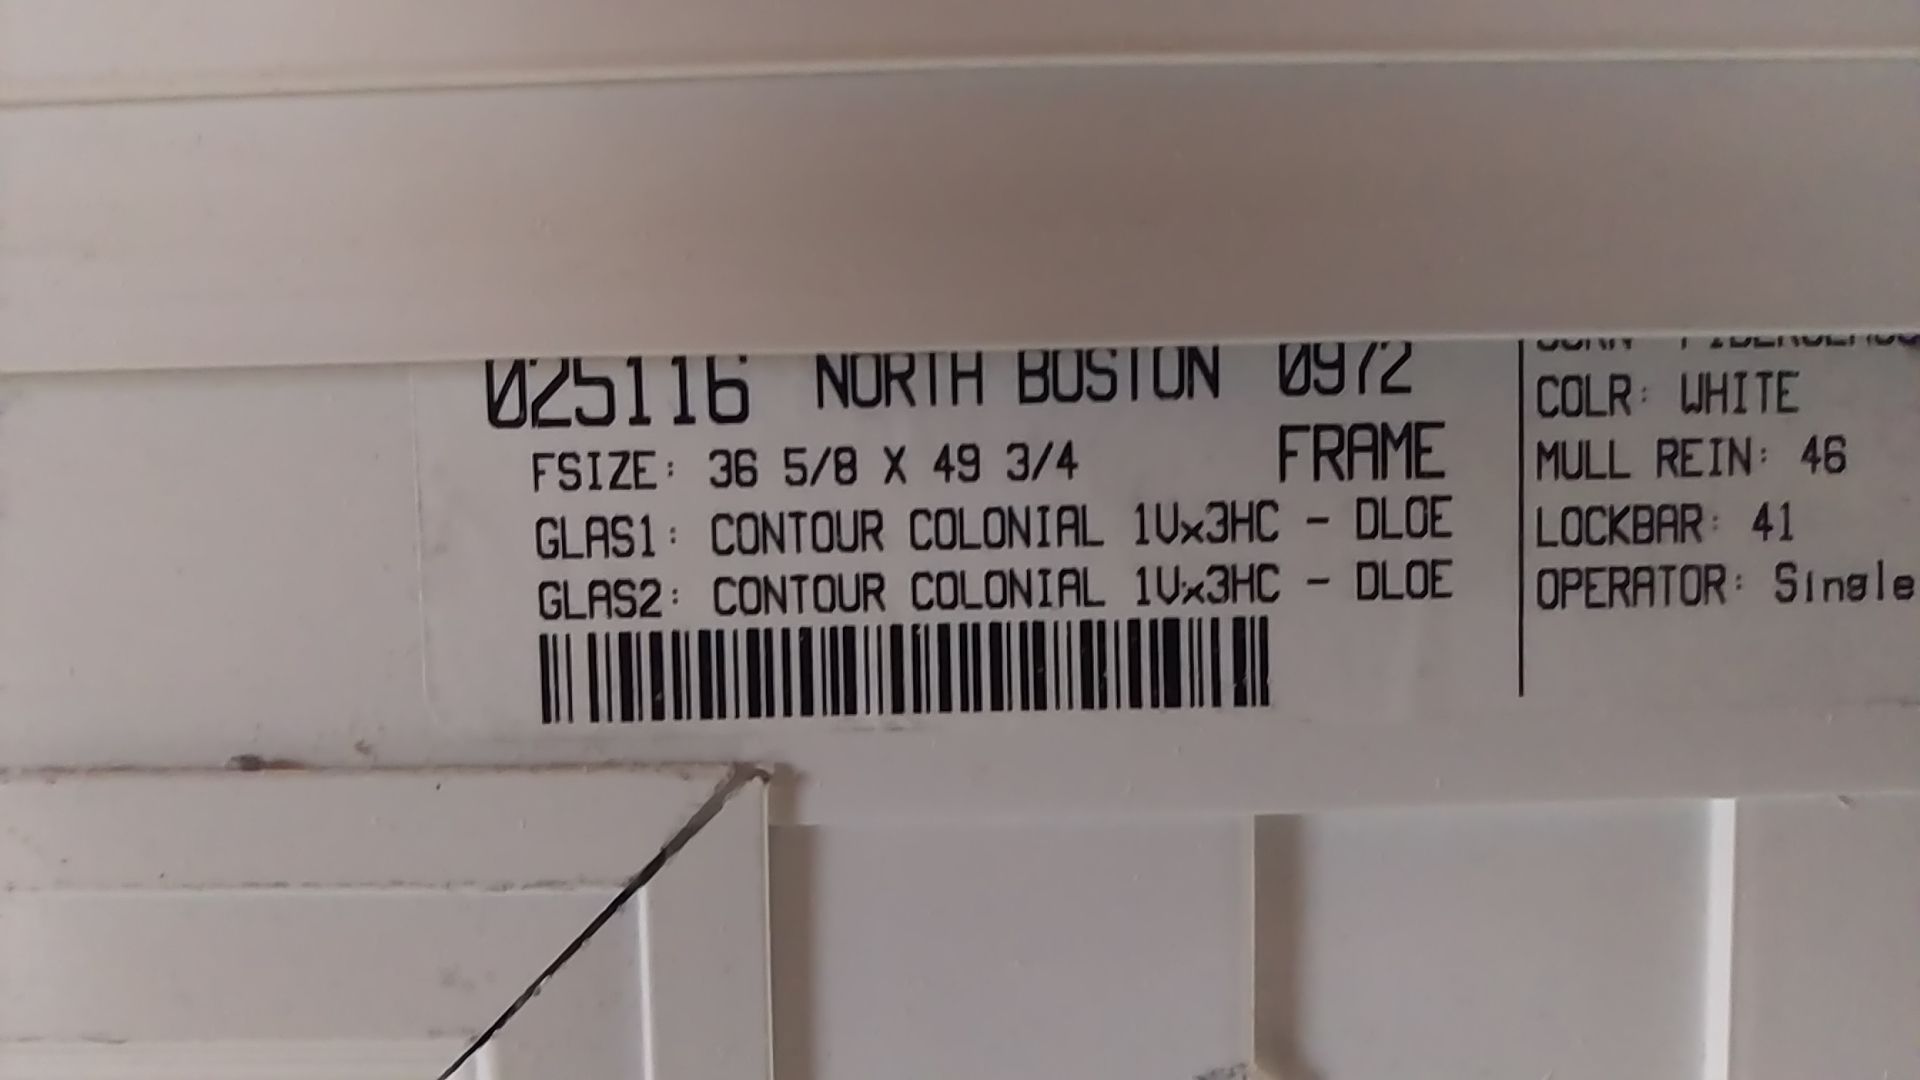 025116 NORTH BOSTON 0972
FSIZE: 36 5/8 X 49 3/4 FRAME
GLAS1: CONTOUR COLONIAL 1Vx3HC - DLOE
GLAS2: CONTOUR COLONIAL 1Vx3HC - DLOE
COLR: WHITE
MULL REIN: 46
LOCKBAR: 41
OPERATOR: Single